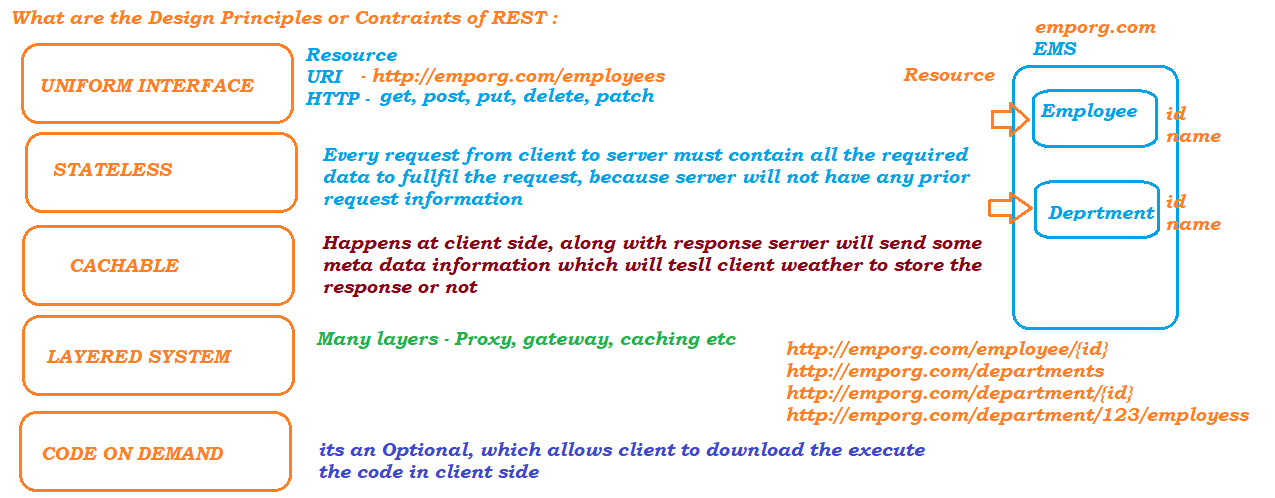 What are the Design Principles or Contraints of REST :
UNIFORM INTERFACE
Resource
URI - http://emporg.com/employees
HTTP - get, post, put, delete, patch
STATELESS
Every request from client to server must contain all the required
data to fullfil the request, because server will not have any prior
request information
CACHABLE
Happens at client side, along with response server will send some
meta data information which will tesll client weather to store the
response or not
LAYERED SYSTEM
Many layers - Proxy, gateway, caching etc
CODE ON DEMAND
its an Optional, which allows client to download the execute
the code in client side
emporg.com
EMS
Resource
Employee
id
name
Deprtment
id
name
http://emporg.com/employee/{id}
http://emporg.com/departments
http://emporg.com/department/{id}
http://emporg.com/department/123/employess